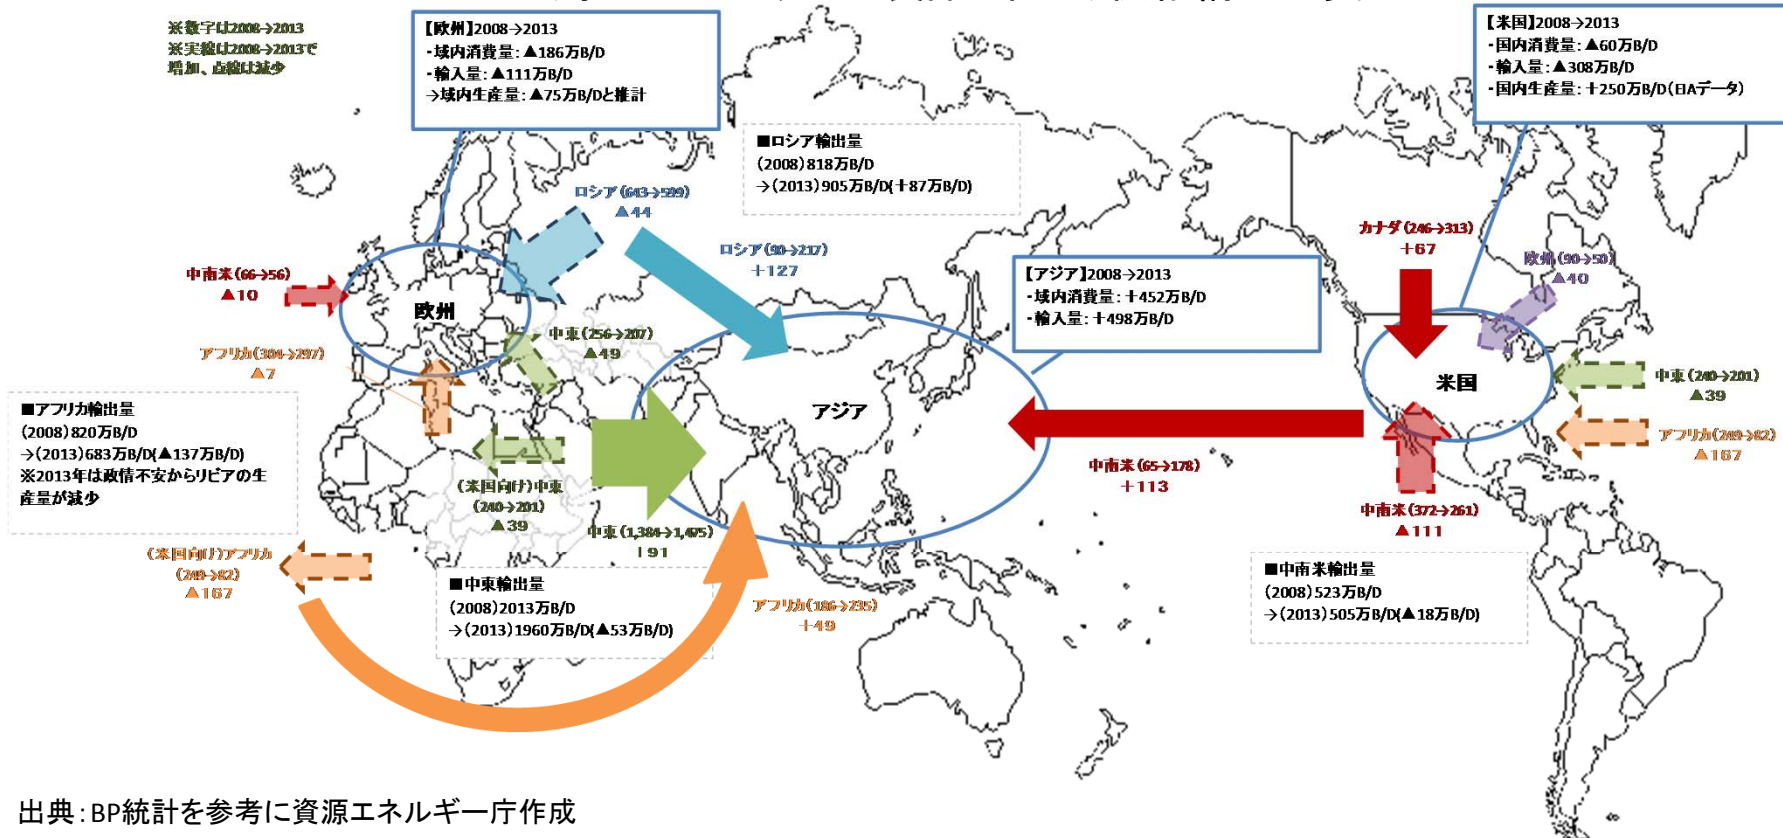 ※数字は2008→2013
※実線は2008→2013で
増加、点線は減少
【欧州】2008→2013
・域内消費量:▲186万B/D
・輸入量:▲111万B/D
→域内生産量:▲75万B/Dと推計
【米国】2008→2013
・国内消費量:▲60万B/D
・輸入量:▲308万B/D
・国内生産量:+250万B/D(EIAデータ)
■ロシア輸出量
(2008)818万B/D
→(2013)905万B/D(+87万B/D)
ロシア(643→599)
▲44
ロシア(90→217)
+127
カナダ(246→313)
+67
欧州(90→50)
▲40
中南米(66→56)
▲10
欧州
【アジア】2008→2013
・域内消費量:+452万B/D
・輸入量:+498万B/D
中東(256→207)
▲49
アフリカ(304→297)
▲7
米国
中東(240→201)
▲39
アジア
■アフリカ輸出量
(2008)820万B/D
→(2013)683万B/D(▲137万B/D)
※2013年は政情不安からリビアの生
産量が減少
アフリカ(249→82)
▲167
中南米(65→178)
+113
(米国向け)中東
(240→201)
▲39
中東(1,384→1,475)
+91
中南米(372→261)
▲111
(米国向け)アフリカ
(249→82)
▲167
■中東輸出量
(2008)2013万B/D
→(2013)1960万B/D(▲53万B/D)
アフリカ(186→235)
+49
■中南米輸出量
(2008)523万B/D
→(2013)505万B/D(▲18万B/D)
出典:BP統計を参考に資源エネルギー庁作成